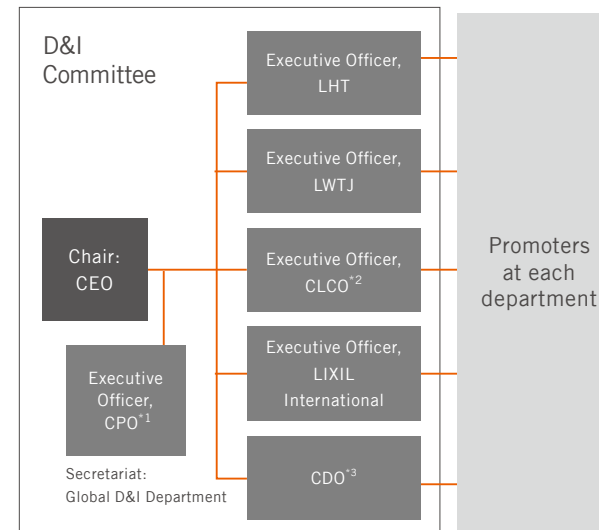 D&I
Committee
Executive Officer,
LHT
Executive Officer,
LWTJ
Chair:
CEO
Executive Officer,
CLCO*2
Promoters
at each
department
Executive
Officer,
CPO*1
Executive Officer,
LIXIL
International
Secretariat:
Global D&I Department
CDO*3